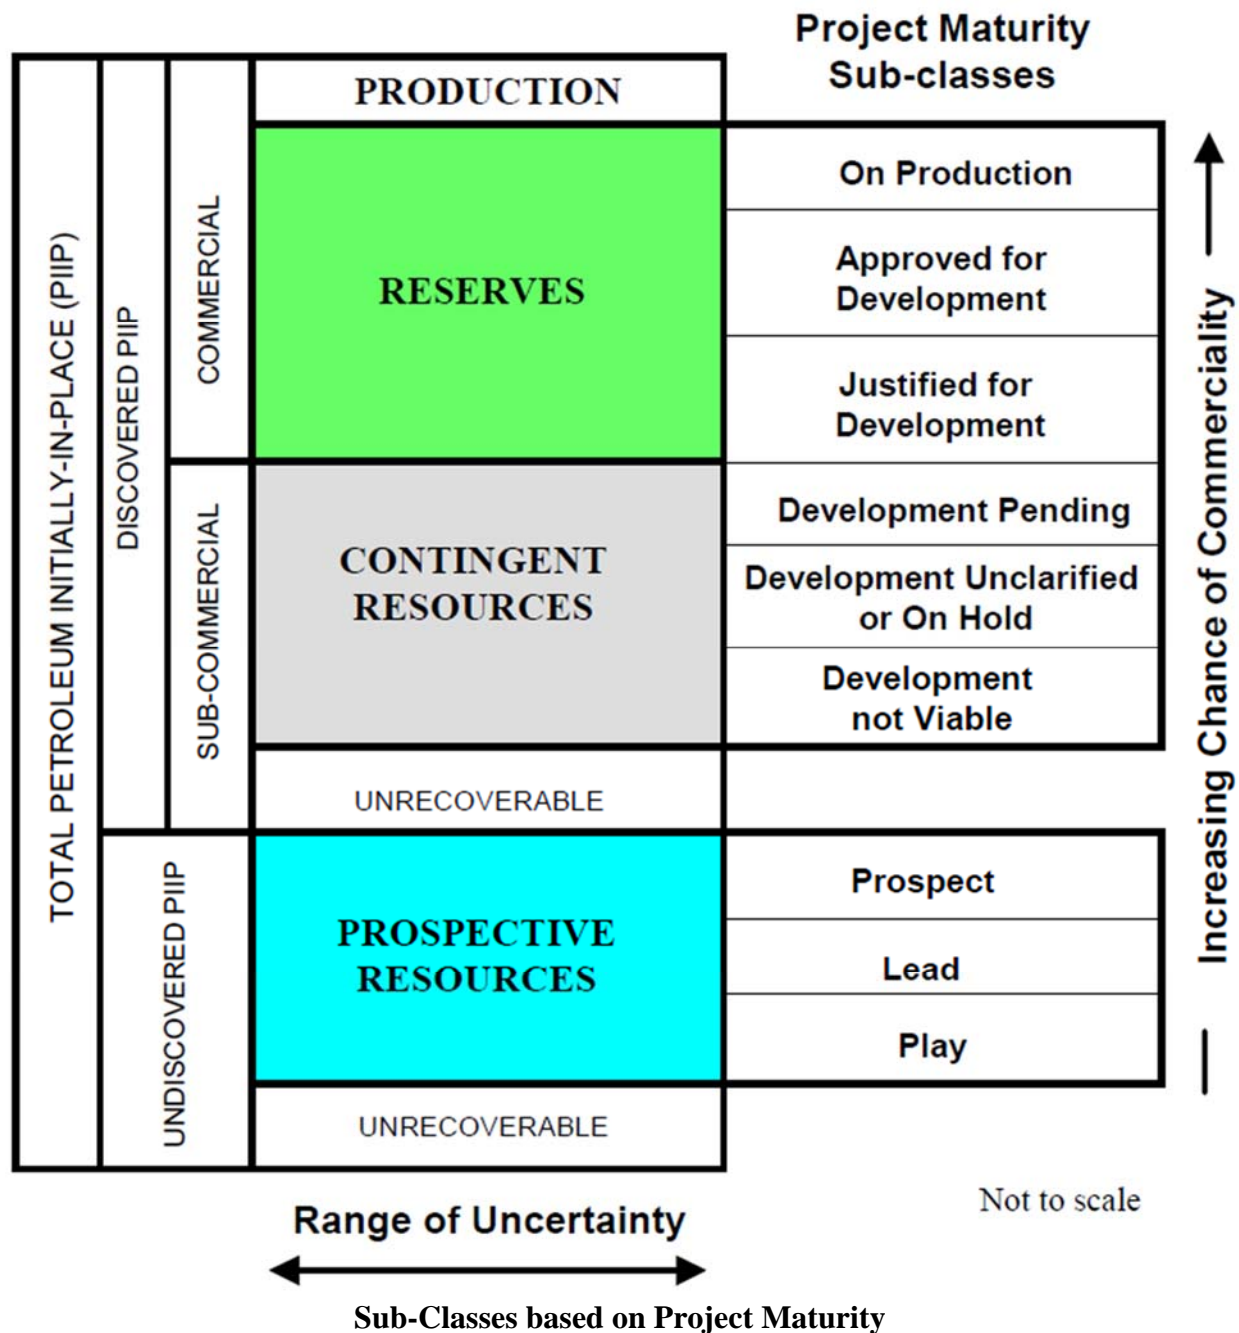 Project Maturity
Sub-classes
TOTAL PETROLEUM INITIALLY-IN-PLACE (PIIP)
DISCOVERED PIIP
COMMERCIAL
PRODUCTION
RESERVES
On Production
Approved for
Development
Justified for
Development
SUB-COMMERCIAL
CONTINGENT
RESOURCES
Development Pending
Development Unclarified
or On Hold
Development
not Viable
UNRECOVERABLE
UNDISCOVERED PIIP
PROSPECTIVE
RESOURCES
Prospect
Lead
Play
UNRECOVERABLE
Increasing Chance of Commerciality
Range of Uncertainty
Not to scale
Sub-Classes based on Project Maturity